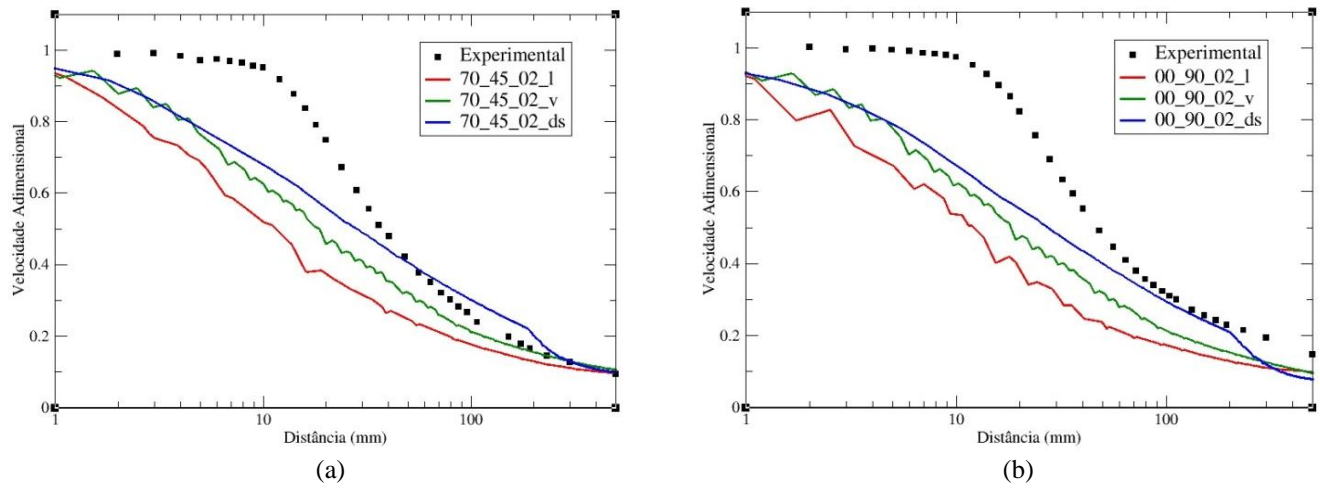 1
0.8
0.6
0.4
0.2
0
Velocidade Adimensional
1
10
100
Distância (mm)
Experimental
70_45_02_l
70_45_02_v
70_45_02_ds
(a)
1
0.8
0.6
0.4
0.2
0
Velocidade Adimensional
1
10
100
Distância (mm)
Experimental
00_90_02_l
00_90_02_v
00_90_02_ds
(b)